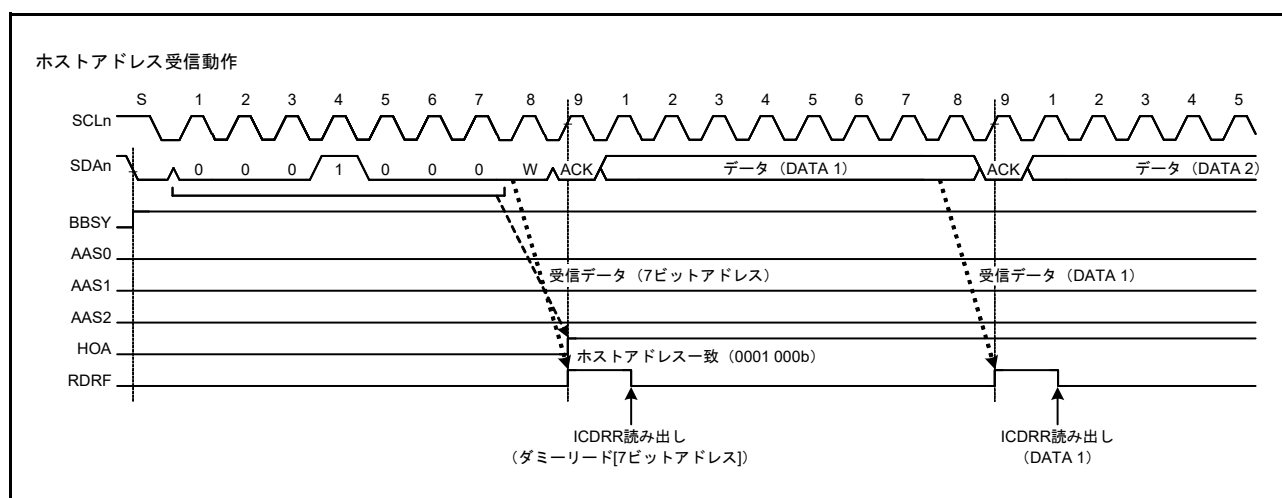 ホストアドレス受信動作
S 1 2 3 4 5 6 7 8 9 1 2 3 4 5 6 7 8 9 1 2 3 4 5
SCLn
SDAn 0 0 0 1 0 0 0 W ACK データ（DATA 1） ACK データ（DATA 2）
BBSY
AAS0
受信データ（7ビットアドレス） 受信データ（DATA 1）
AAS1
AAS2
HOA
ホストアドレス一致（0001 000b）
RDRF
ICDRR読み出し
（ダミーリード[7ビットアドレス]）
ICDRR読み出し
（DATA 1）